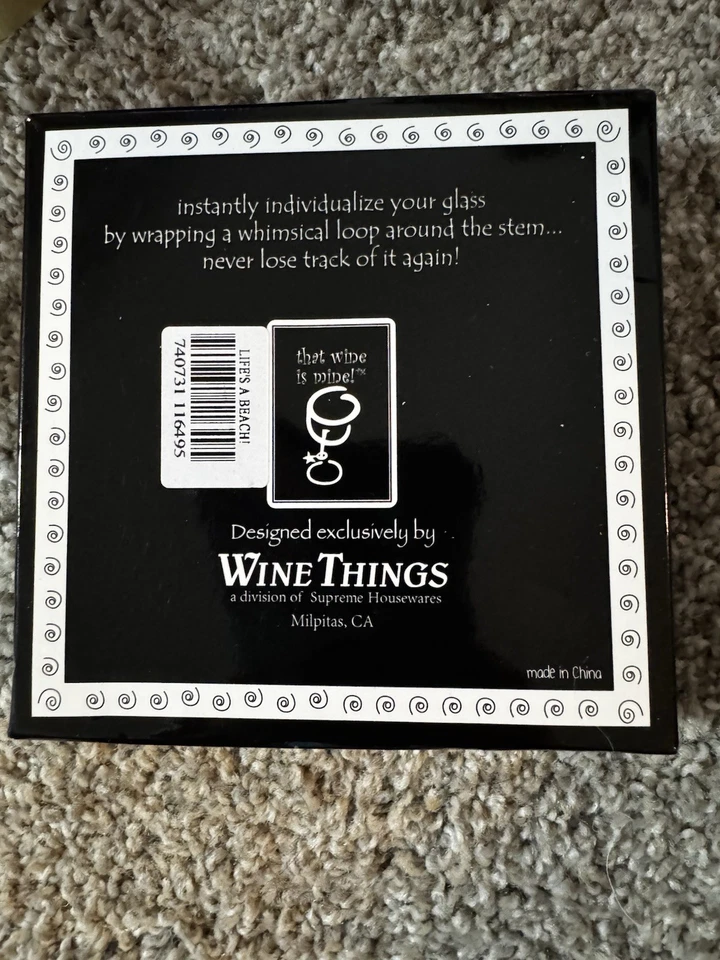 instantly individualize your glass
by wrapping a whimsical loop around the stem...
never lose track of it again!
LIFE'S A BEACH!
740731 116495
that wine
is mine!™
Designed exclusively by
WINE THINGS
a division of Supreme Housewares
Milpitas, CA
made in China